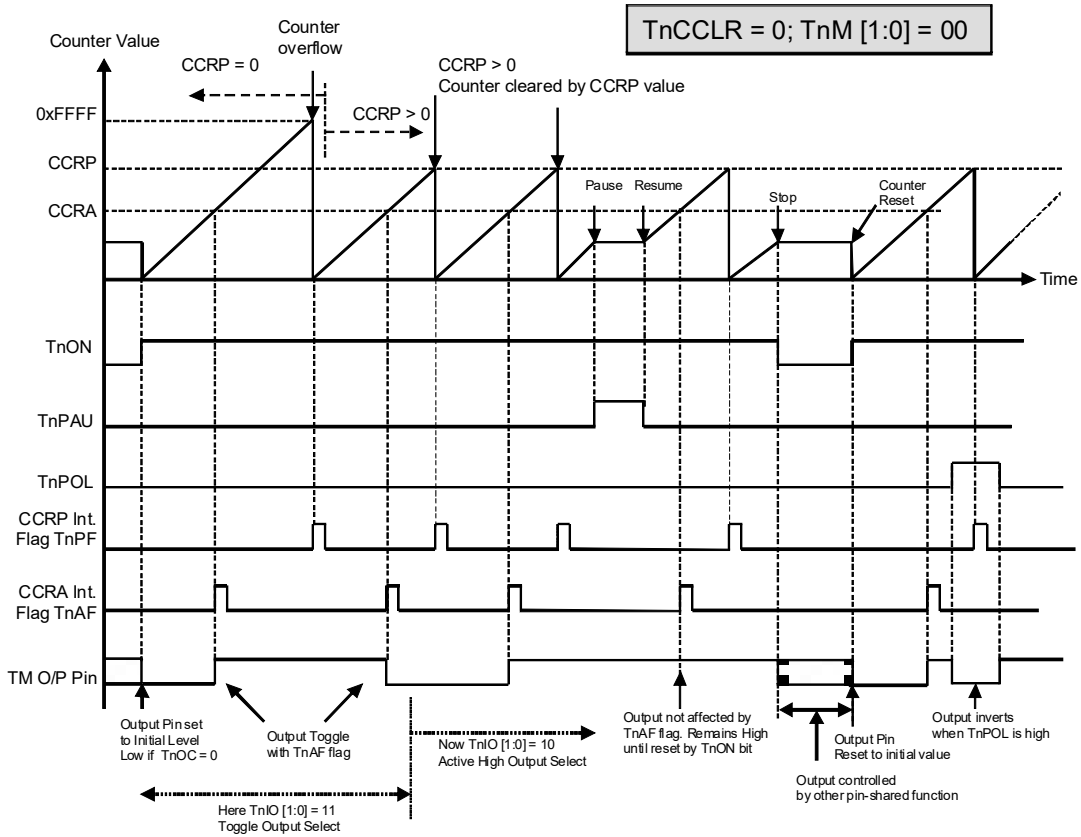 TnCCLR = 0; TnM [1:0] = 00
Counter Value
Counter
overflow
CCRP = 0
CCRP > 0
CCRP > 0
Counter cleared by CCRP value
0xFFFF
CCRP
CCRA
Pause
Resume
Stop
Counter
Reset
Time
TnON
TnPAU
TnPOL
CCRP Int.
Flag TnPF
CCRA Int.
Flag TnAF
TM O/P Pin
Output Pin set
to Initial Level
Low if TnOC = 0
Output Toggle
with TnAF flag
Now TnIO [1:0] = 10
Active High Output Select
Output not affected by
TnAF flag. Remains High
until reset by TnON bit
Output Pin
Reset to initial value
Output inverts
when TnPOL is high
Output controlled
by other pin-shared function
Here TnIO [1:0] = 11
Toggle Output Select